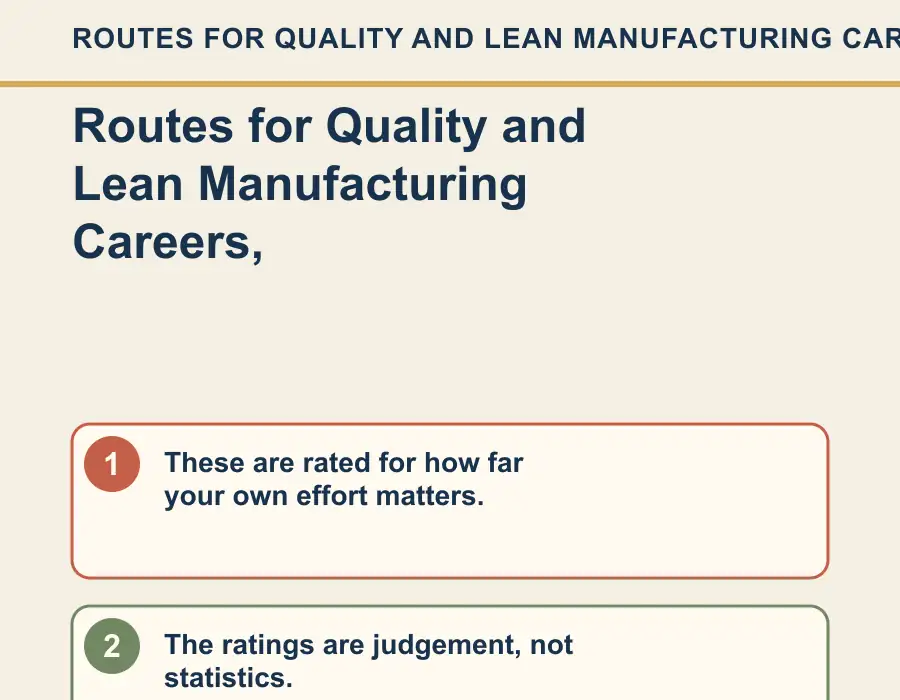 ROUTES FOR QUALITY AND LEAN MANUFACTURING
Routes for Quality and
Lean Manufacturing
Careers,
1
These are rated for how far
your own effort matters.
2
The ratings are judgement, not
statistics.